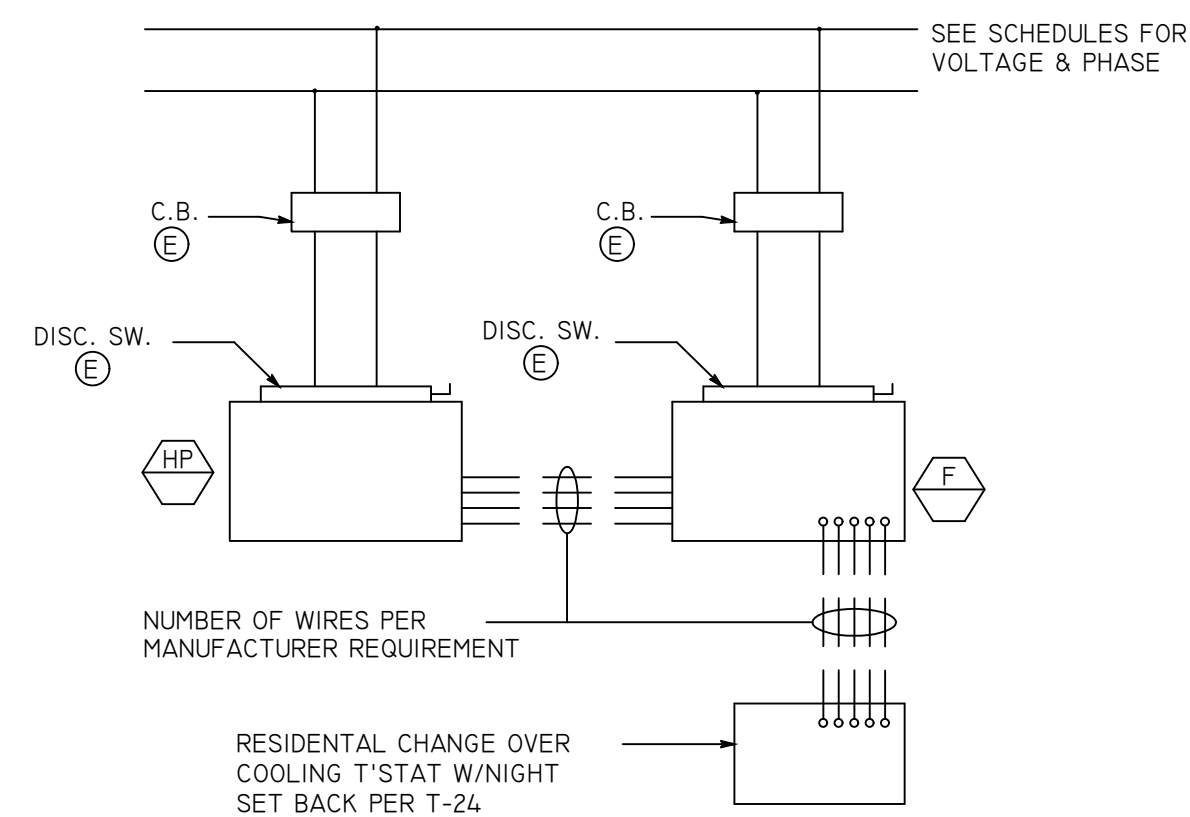 SEE SCHEDULES FOR
VOLTAGE & PHASE
C.B.
E
C.B.
E
DISC. SW.
E
DISC. SW.
E
HP
F
NUMBER OF WIRES PER
MANUFACTURER REQUIREMENT
RESIDENTAL CHANGE OVER
COOLING T'STAT W/NIGHT
SET BACK PER T-24